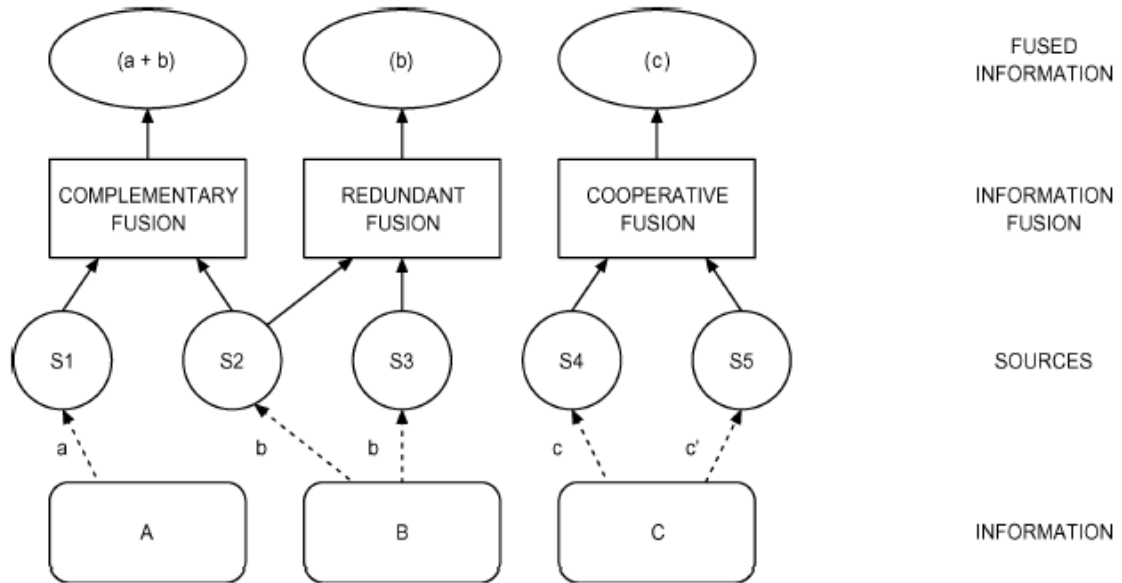 (a + b)
(b)
(c)
FUSED
INFORMATION
COMPLEMENTARY
FUSION
REDUNDANT
FUSION
COOPERATIVE
FUSION
INFORMATION
FUSION
S1
S2
S3
S4
S5
SOURCES
a
b
b
c
c'
A
B
C
INFORMATION